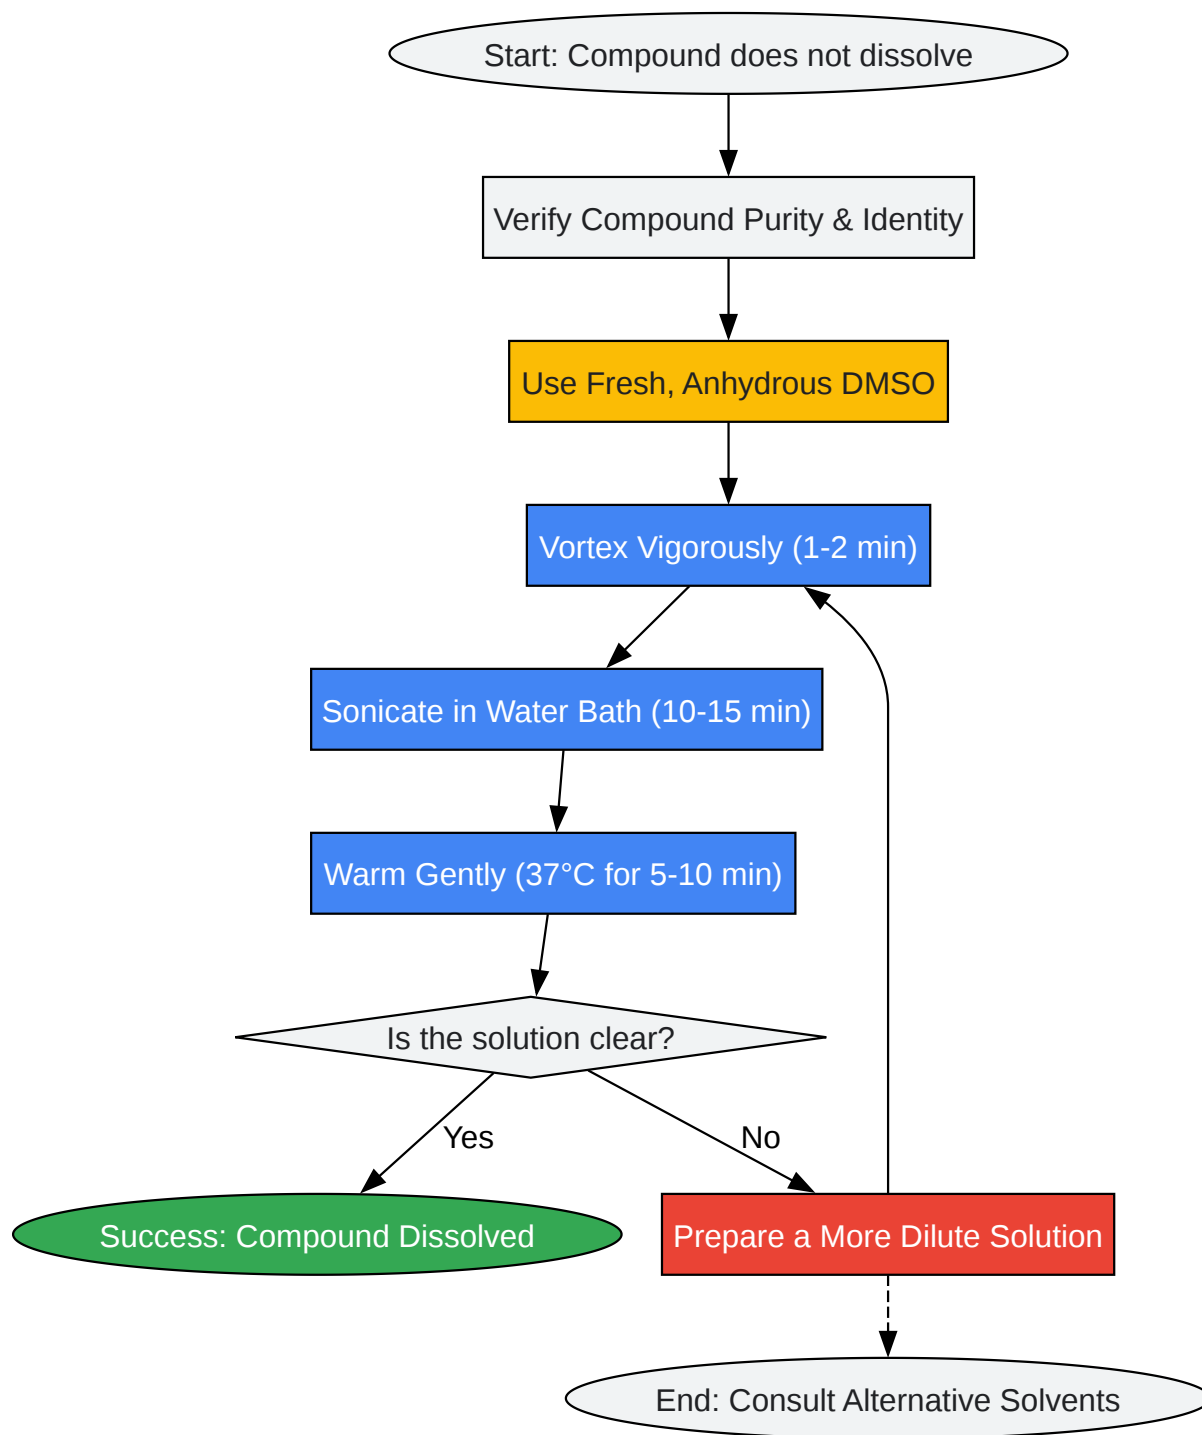 Start: Compound does not dissolve
Verify Compound Purity & Identity
Use Fresh, Anhydrous DMSO
Vortex Vigorously (1-2 min)
Sonicate in Water Bath (10-15 min)
Warm Gently (37°C for 5-10 min)
Is the solution clear?
Yes
No
Success: Compound Dissolved
Prepare a More Dilute Solution
End: Consult Alternative Solvents